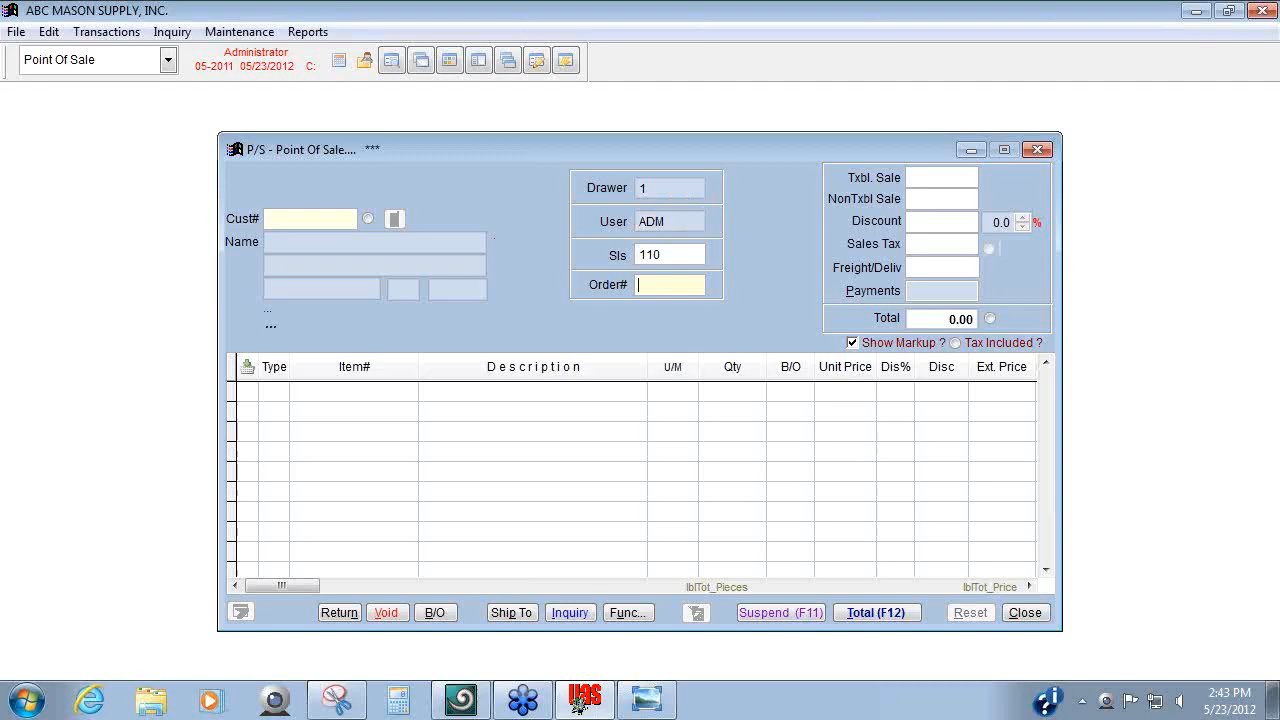 ABC MASON SUPPLY, INC.
File Edit Transactions Inquiry Maintenance Reports
Point Of Sale
Administrator
05-2011 05/23/2012 C:
P/S - Point Of Sale.... ***
Drawer 1
User ADM
Sls 110
Order#
Cust#
Name
...
...
Txbl. Sale
NonTxbl Sale
Discount 0.0 %
Sales Tax
Freight/Deliv
Payments
Total 0.00
Show Markup ? Tax Included ?
Type Item# Description U/M Qty B/O Unit Price Dis% Disc Ext. Price
lblTot_Pieces lblTot_Price
Return Void B/O Ship To Inquiry Func... Suspend (F11) Total (F12) Reset Close
UGS
2:43 PM
5/23/2012